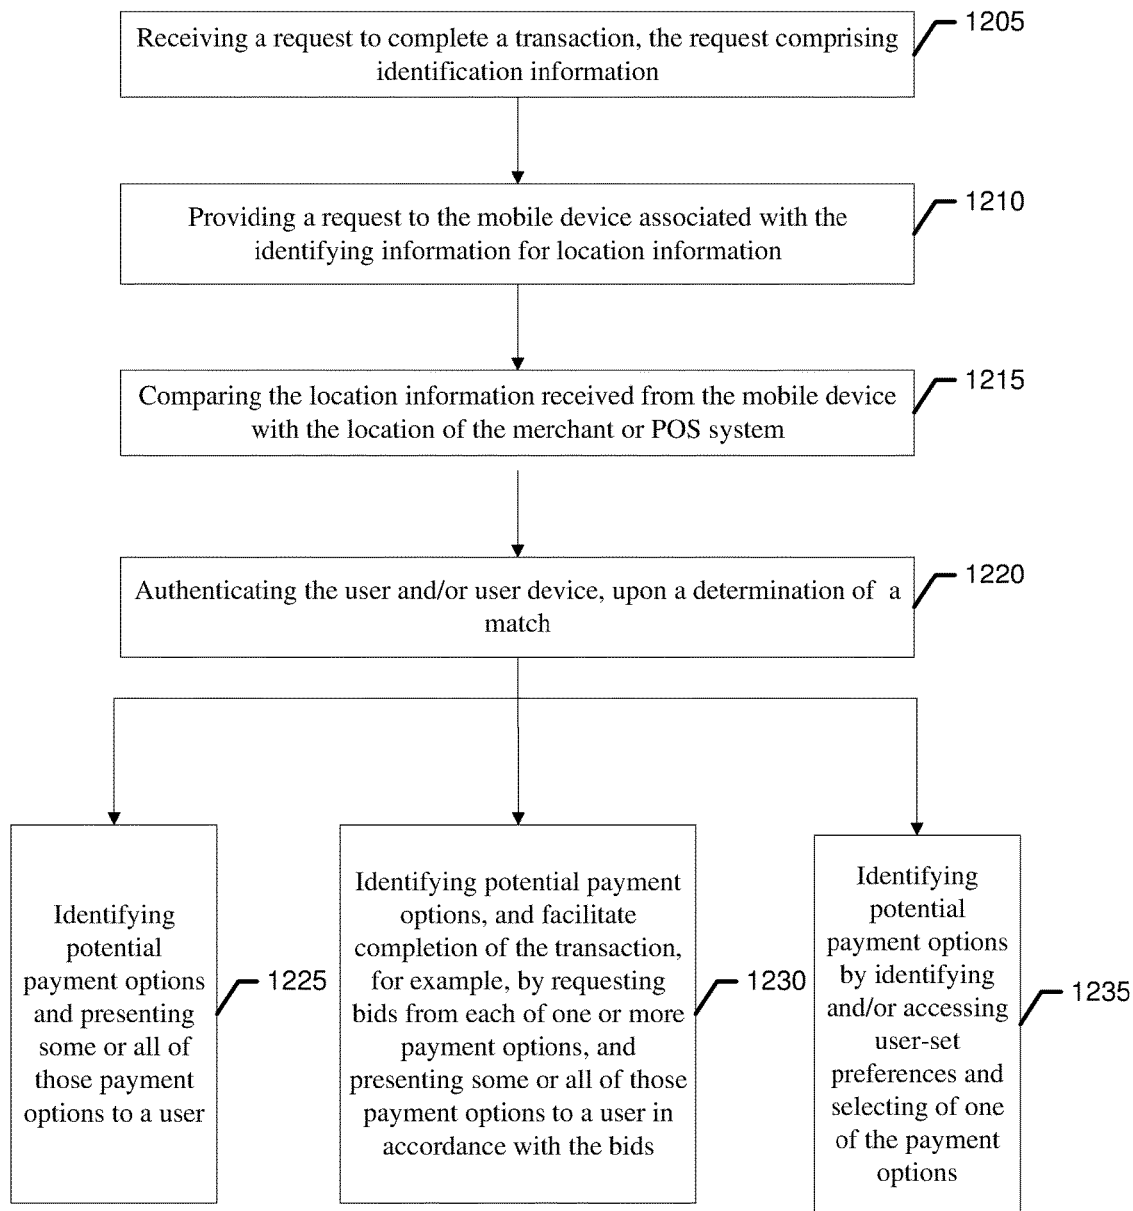 Receiving a request to complete a transaction, the request comprising
identification information
1205
Providing a request to the mobile device associated with the
identifying information for location information
1210
Comparing the location information received from the mobile device
with the location of the merchant or POS system
1215
Authenticating the user and/or user device, upon a determination of a
match
1220
Identifying
potential
payment options
and presenting
some or all of
those payment
options to a user
1225
Identifying potential payment
options, and facilitate
completion of the transaction,
for example, by requesting
bids from each of one or more
payment options, and
presenting some or all of those
payment options to a user in
accordance with the bids
1230
Identifying
potential
payment options
by identifying
and/or accessing
user-set
preferences and
selecting of one
of the payment
options
1235